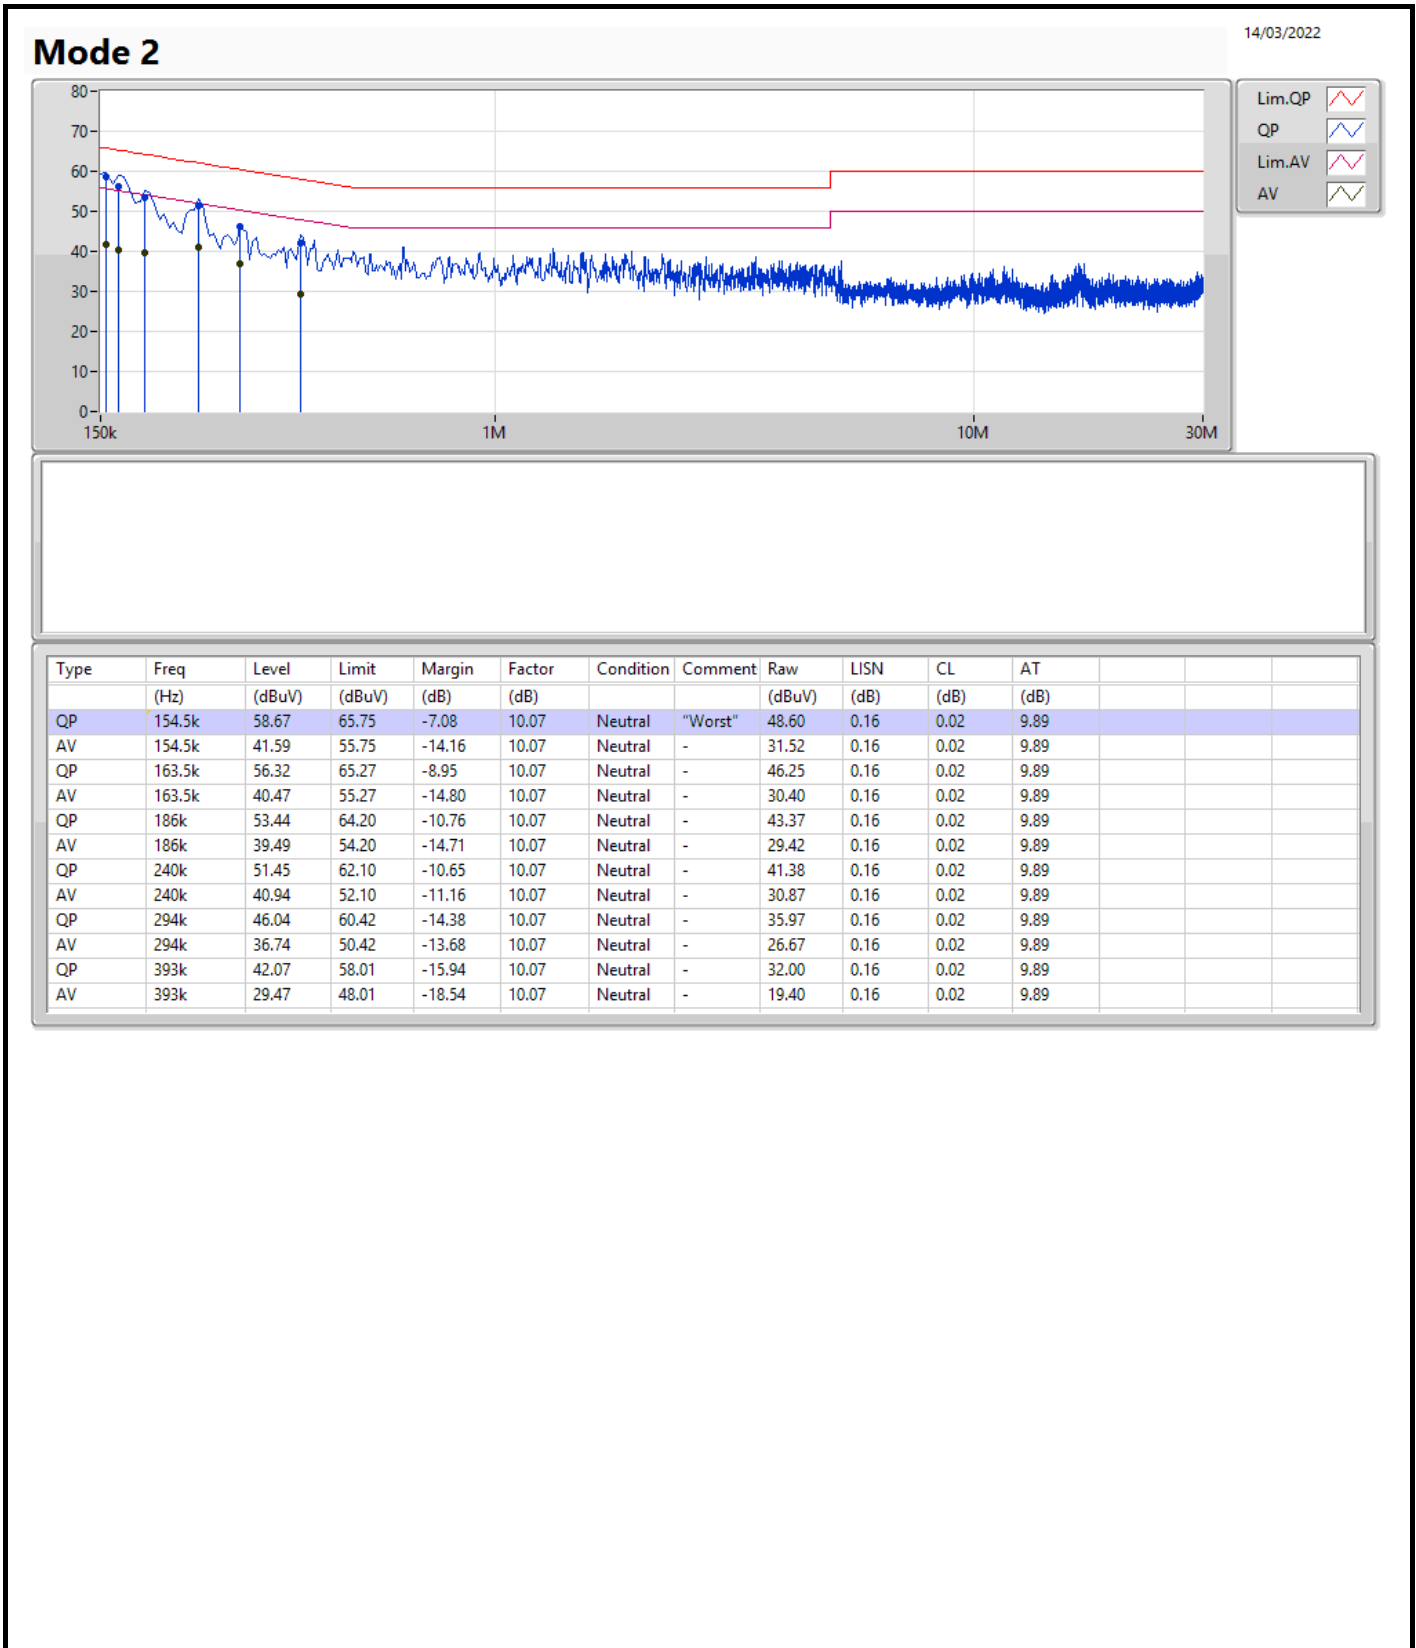 14/03/2022
Mode 2
80
70
60
50
40
30
20
10
0
150k 1M 10M 30M
Lim.QP
QP
Lim.AV
AV
Type Freq Level Limit Margin Factor Condition Comment Raw LISN CL AT
(Hz) (dBuV) (dBuV) (dB) (dB) (dBuV) (dB) (dB) (dB)
QP 154.5k 58.67 65.75 -7.08 10.07 Neutral "Worst" 48.60 0.16 0.02 9.89
AV 154.5k 41.59 55.75 -14.16 10.07 Neutral - 31.52 0.16 0.02 9.89
QP 163.5k 56.32 65.27 -8.95 10.07 Neutral - 46.25 0.16 0.02 9.89
AV 163.5k 40.47 55.27 -14.80 10.07 Neutral - 30.40 0.16 0.02 9.89
QP 186k 53.44 64.20 -10.76 10.07 Neutral - 43.37 0.16 0.02 9.89
AV 186k 39.49 54.20 -14.71 10.07 Neutral - 29.42 0.16 0.02 9.89
QP 240k 51.45 62.10 -10.65 10.07 Neutral - 41.38 0.16 0.02 9.89
AV 240k 40.94 52.10 -11.16 10.07 Neutral - 30.87 0.16 0.02 9.89
QP 294k 46.04 60.42 -14.38 10.07 Neutral - 35.97 0.16 0.02 9.89
AV 294k 36.74 50.42 -13.68 10.07 Neutral - 26.67 0.16 0.02 9.89
QP 393k 42.07 58.01 -15.94 10.07 Neutral - 32.00 0.16 0.02 9.89
AV 393k 29.47 48.01 -18.54 10.07 Neutral - 19.40 0.16 0.02 9.89